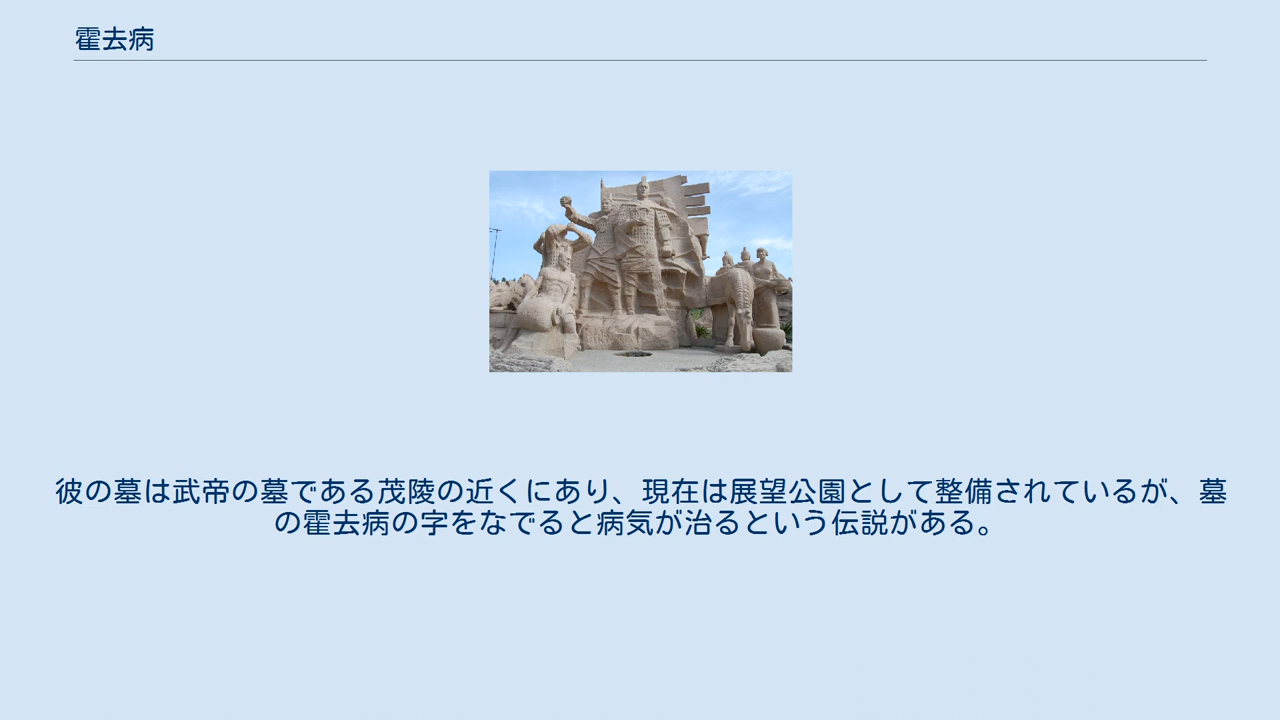 霍去病
彼の墓は武帝の墓である茂陵の近くにあり、現在は展望公園として整備されているが、墓
の霍去病の字をなでると病気が治るという伝説がある。